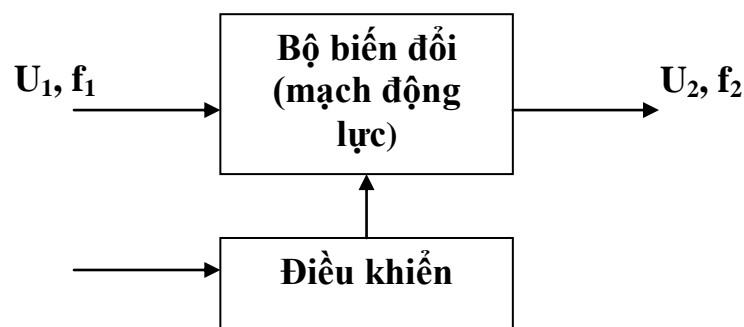 Bộ biến đổi
U1, f1
(mạch động
U2, f2
lực)
Điều khiển